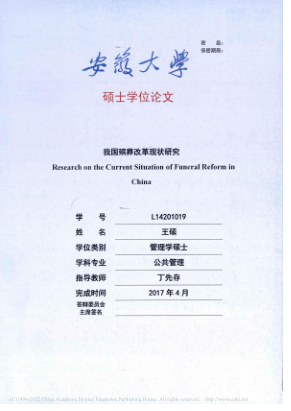 密 级：
保密期限：
安徽大学
硕士学位论文
我国殡葬改革现状研究
Research on the Current Situation of Funeral Reform in
China
学 号 L14201019
姓 名 王硕
学位类别 管理学硕士
学科专业 公共管理
指导教师 丁先存
完成时间 2017 年 4 月
答辩委员会
主席签名
(C)1994-2022 China Academic Journal Electronic Publishing House. All rights reserved. http://www.cnki.net